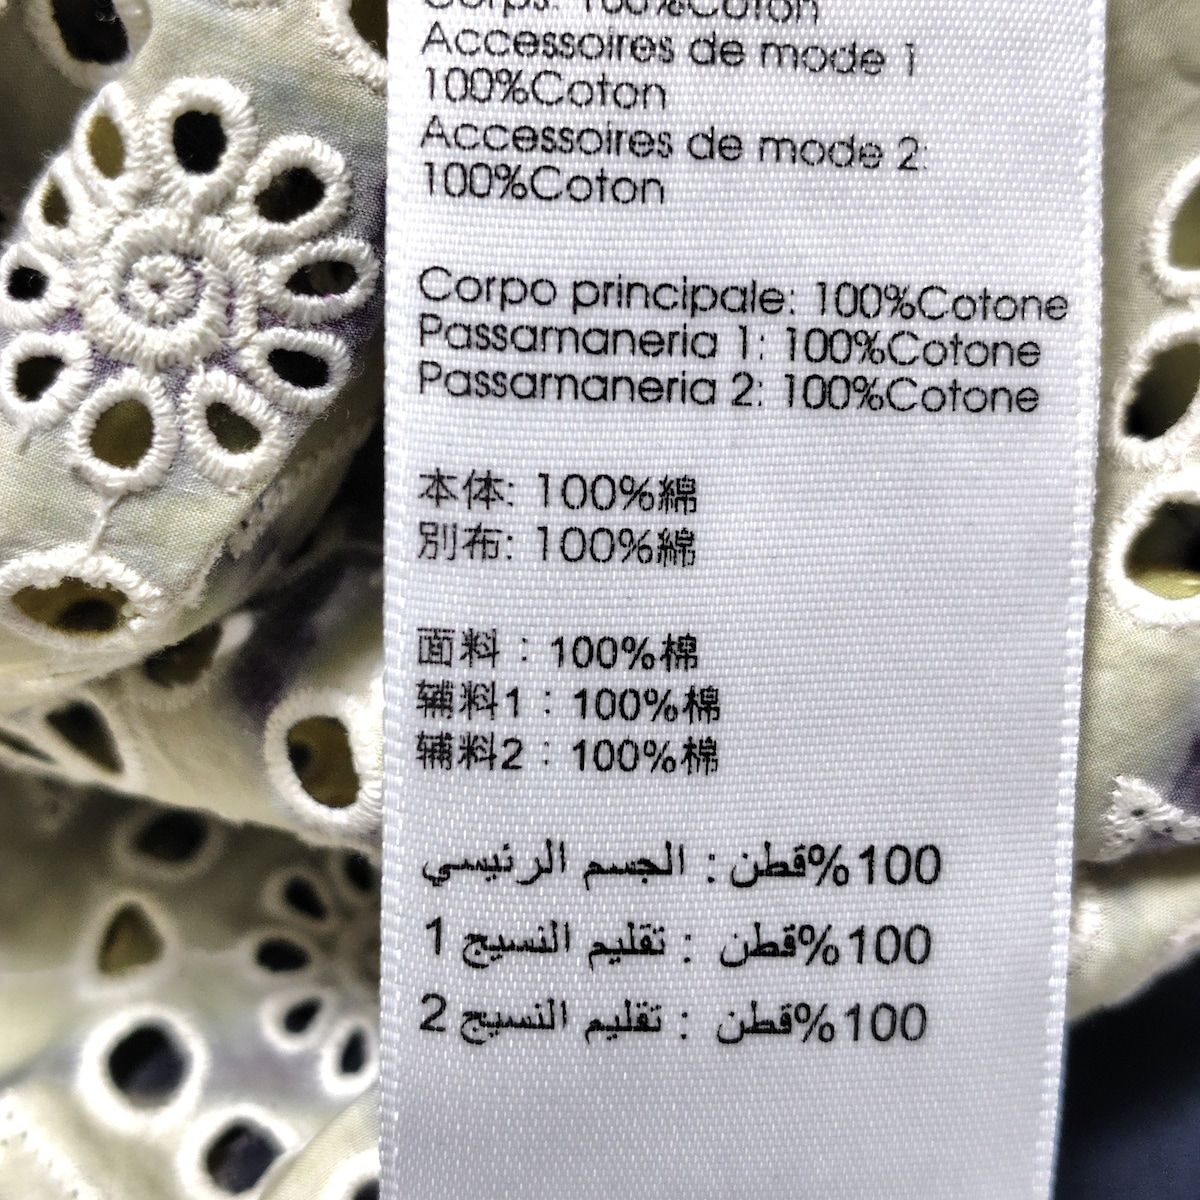 Corps: 100%Coton
Accessoires de mode 1
100%Coton
Accessoires de mode 2:
100%Coton
Corpo principale: 100%Cotone
Passamaneria 1: 100%Cotone
Passamaneria 2: 100%Cotone
本体: 100%綿
別布: 100%綿
面料：100%棉
辅料1：100%棉
辅料2：100%棉
الجسم الرئيسي : قطن%100
تقليم النسيج 1 : قطن%100
تقليم النسيج 2 : قطن%100